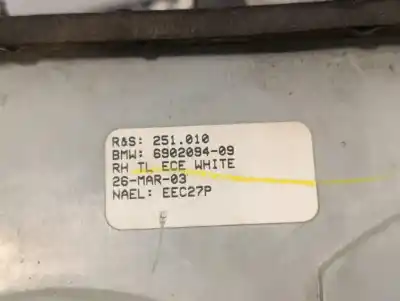 R&S: 251.010
BMW: 6902094-09
RH TL ECE WHITE
26-MAR-03
NAEL: EEC27P